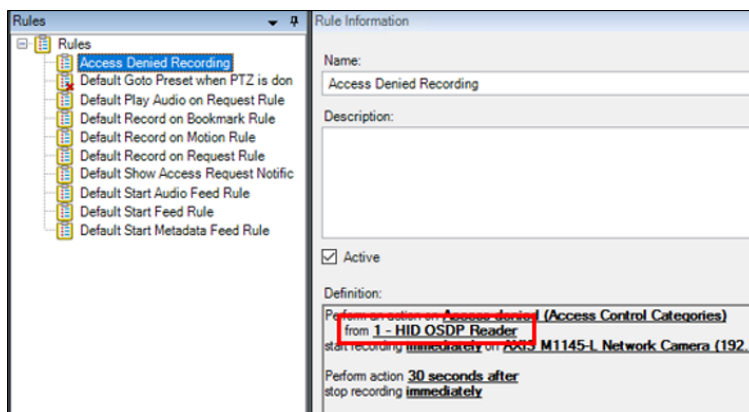 Rules
Rules
Access Denied Recording
Default Goto Preset when PTZ is don
Default Play Audio on Request Rule
Default Record on Bookmark Rule
Default Record on Motion Rule
Default Record on Request Rule
Default Show Access Request Notific
Default Start Audio Feed Rule
Default Start Feed Rule
Default Start Metadata Feed Rule
Rule Information
Name:
Access Denied Recording
Description:
Active
Definition:
Perform an action on Access denied (Access Control Categories)
from 1 - HID OSDP Reader
start recording immediately on AXIS M1145-L Network Camera (192...
Perform action 30 seconds after
stop recording immediately